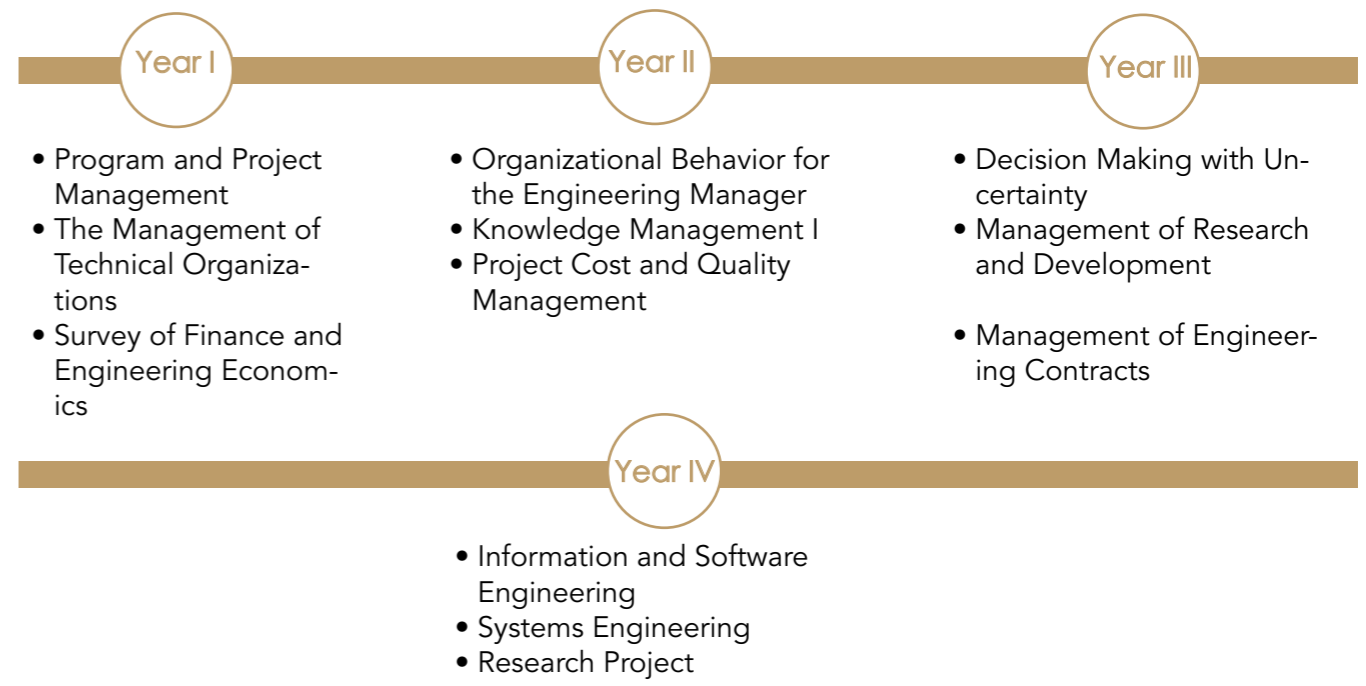 Year I
• Program and Project
Management
• The Management of
Technical Organiza-
tions
• Survey of Finance and
Engineering Econom-
ics
Year II
• Organizational Behavior for
the Engineering Manager
• Knowledge Management I
• Project Cost and Quality
Management
Year III
• Decision Making with Un-
certainty
• Management of Research
and Development
• Management of Engineer-
ing Contracts
Year IV
• Information and Software
Engineering
• Systems Engineering
• Research Project